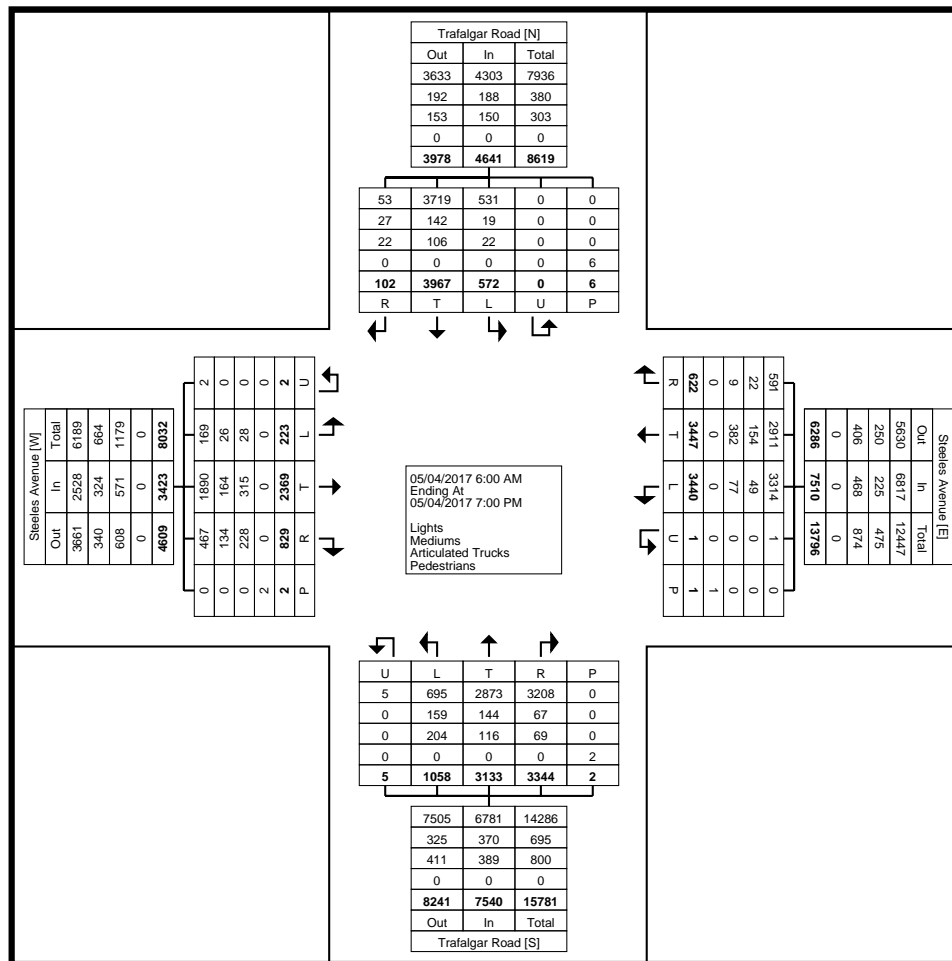 Trafalgar Road [N]
Out In Total
3633 4303 7936
192 188 380
153 150 303
0 0 0
3978 4641 8619
53 3719 531 0 0
27 142 19 0 0
22 106 22 0 0
0 0 0 0 6
102 3967 572 0 6
R T L U P
Steeles Avenue [W]
Total In Out
6189 2528 3661
664 324 340
1179 571 608
0 0 0
8032 3423 4609
2 169 1890 467 0
0 26 164 134 0
0 28 315 228 0
0 0 0 0 2
2 223 2369 829 2
U L T R P
05/04/2017 6:00 AM
Ending At
05/04/2017 7:00 PM
Lights
Mediums
Articulated Trucks
Pedestrians
R T L U P
622 3447 3440 1 1
0 0 0 0 1
9 382 77 0 0
22 154 49 0 0
591 2911 3314 1 0
Steeles Avenue [E]
Out In Total
5630 6817 12447
250 225 475
406 468 874
0 0 0
6286 7510 13796
U L T R P
5 695 2873 3208 0
0 159 144 67 0
0 204 116 69 0
0 0 0 0 2
5 1058 3133 3344 2
7505 6781 14286
325 370 695
411 389 800
0 0 0
8241 7540 15781
Out In Total
Trafalgar Road [S]